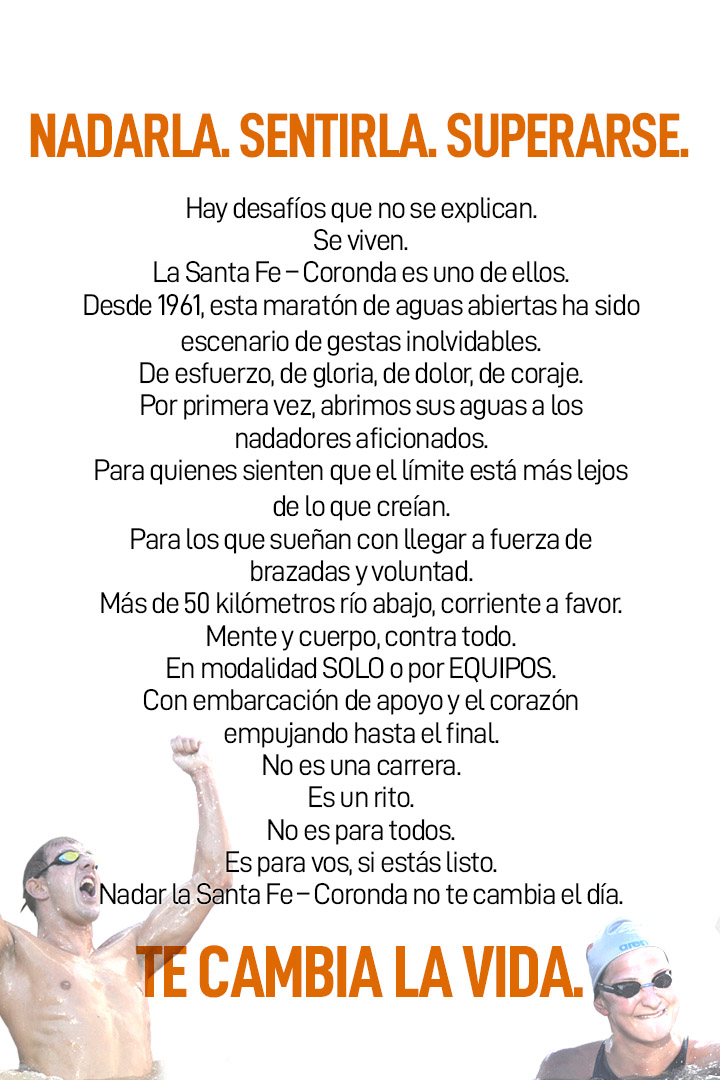 NADARLA. SENTIRLA. SUPERARSE.
Hay desafíos que no se explican.
Se viven.
La Santa Fe – Coronda es uno de ellos.
Desde 1961, esta maratón de aguas abiertas ha sido
escenario de gestas inolvidables.
De esfuerzo, de gloria, de dolor, de coraje.
Por primera vez, abrimos sus aguas a los
nadadores aficionados.
Para quienes sienten que el límite está más lejos
de lo que creían.
Para los que sueñan con llegar a fuerza de
brazadas y voluntad.
Más de 50 kilómetros río abajo, corriente a favor.
Mente y cuerpo, contra todo.
En modalidad SOLO o por EQUIPOS.
Con embarcación de apoyo y el corazón
empujando hasta el final.
No es una carrera.
Es un rito.
No es para todos.
Es para vos, si estás listo.
Nadar la Santa Fe – Coronda no te cambia el día.
arena
TE CAMBIA LA VIDA.